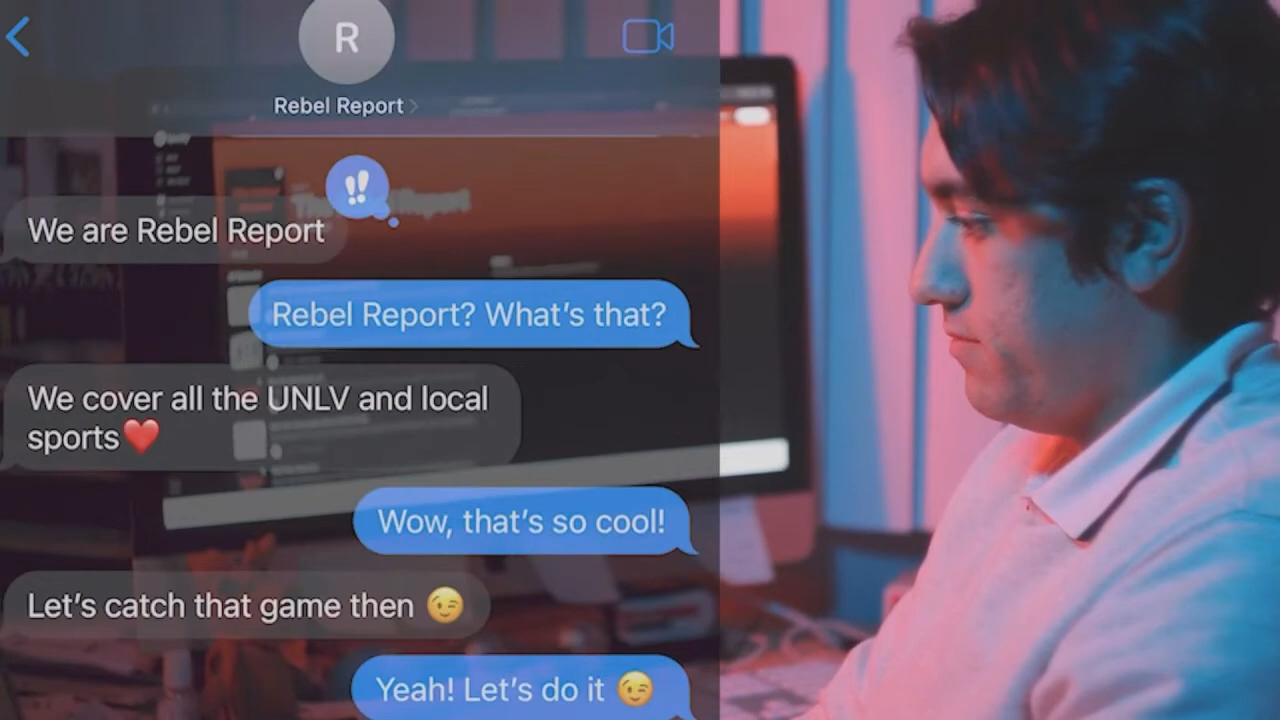 R
Rebel Report
!!
We are Rebel Report
Rebel Report? What's that?
We cover all the UNLV and local
sports❤️
Wow, that's so cool!
Let's catch that game then 😉
Yeah! Let's do it 😉